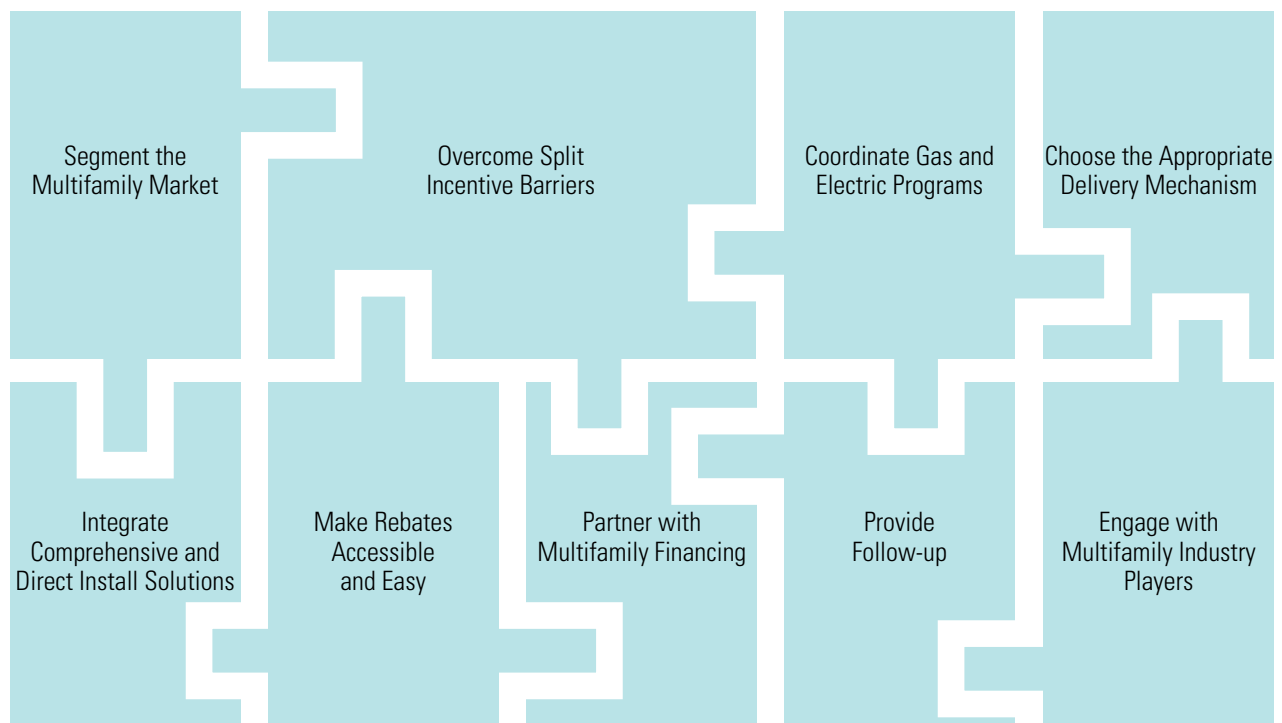 Segment the
Multifamily Market
Overcome Split
Incentive Barriers
Coordinate Gas and
Electric Programs
Choose the Appropriate
Delivery Mechanism
Integrate
Comprehensive and
Direct Install Solutions
Make Rebates
Accessible
and Easy
Partner with
Multifamily Financing
Provide
Follow-up
Engage with
Multifamily Industry
Players